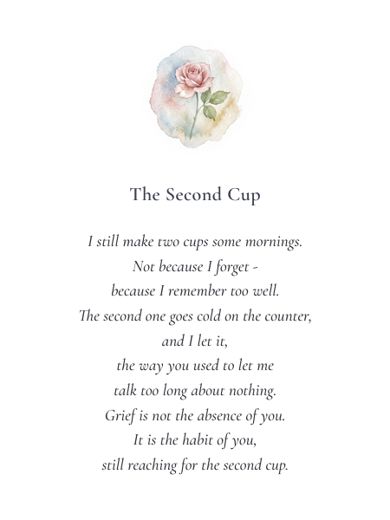 The Second Cup
I still make two cups some mornings.
Not because I forget -
because I remember too well.
The second one goes cold on the counter,
and I let it,
the way you used to let me
talk too long about nothing.
Grief is not the absence of you.
It is the habit of you,
still reaching for the second cup.